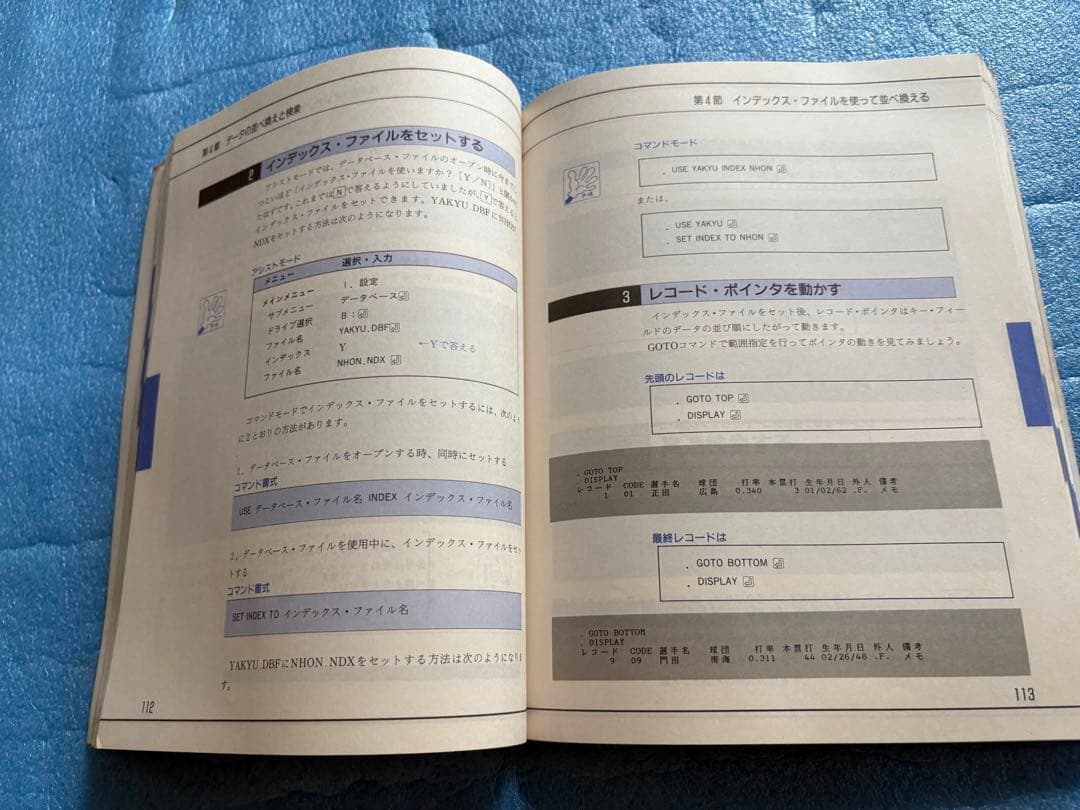 第4章 データの並べ換えと検索
2 インデックス・ファイルをセットする
アシストモードでは、データベース・ファイルのオープン時に今まで
つこいほど「インデックス・ファイルを使いますか？［Y／N］」と聞かれ
たはずです。これまではNで答えるようにしていましたが、Yで答えると
インデックス・ファイルをセットできます。YAKYU.DBFにNHON.
NDXをセットする方法は次のようになります。
アシストモード
メニュー 選択・入力
メインメニュー 1．設定
サブメニュー データベース
ドライブ選択 B：
ファイル名 YAKYU.DBF
インデックス Y ←Yで答える
ファイル名 NHON.NDX
コマンドモードでインデックス・ファイルをセットするには、次のよう
に2とおりの方法があります。
1．データベース・ファイルをオープンする時、同時にセットする
コマンド書式
USE データベース・ファイル名 INDEX インデックス・ファイル名
2．データベース・ファイルを使用中に、インデックス・ファイルをセッ
トする
コマンド書式
SET INDEX TO インデックス・ファイル名
YAKYU.DBFにNHON.NDXをセットする方法は次のようになりま
す。
112
第4節 インデックス・ファイルを使って並べ換える
コマンドモード
. USE YAKYU INDEX NHON
または、
. USE YAKYU
. SET INDEX TO NHON
3 レコード・ポインタを動かす
インデックス・ファイルをセット後、レコード・ポインタはキー・フィー
ルドのデータの並び順にしたがって動きます。
GOTOコマンドで範囲指定を行ってポインタの動きを見てみましょう。
先頭のレコードは
. GOTO TOP
. DISPLAY
. GOTO TOP
. DISPLAY
レコード CODE 選手名 球団 打率 本塁打 生年月日 外人 備考
1 01 正田 広島 0.340 3 01/02/62 .F. メモ
最終レコードは
. GOTO BOTTOM
. DISPLAY
. GOTO BOTTOM
. DISPLAY
レコード CODE 選手名 球団 打率 本塁打 生年月日 外人 備考
9 09 門田 南海 0.311 44 02/26/48 .F. メモ
113